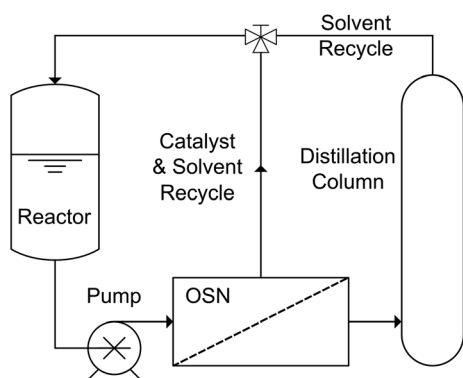 Solvent
Recycle
Catalyst
& Solvent
Recycle
Distillation
Column
Reactor
Pump
OSN